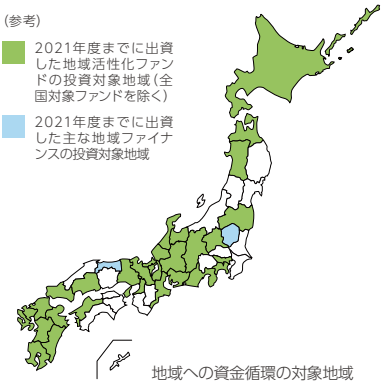 (参考)
2021年度までに出資
した地域活性化ファン
ドの投資対象地域(全
国対象ファンドを除く)
2021年度までに出資
した主な地域ファイナ
ンスの投資対象地域
地域への資金循環の対象地域